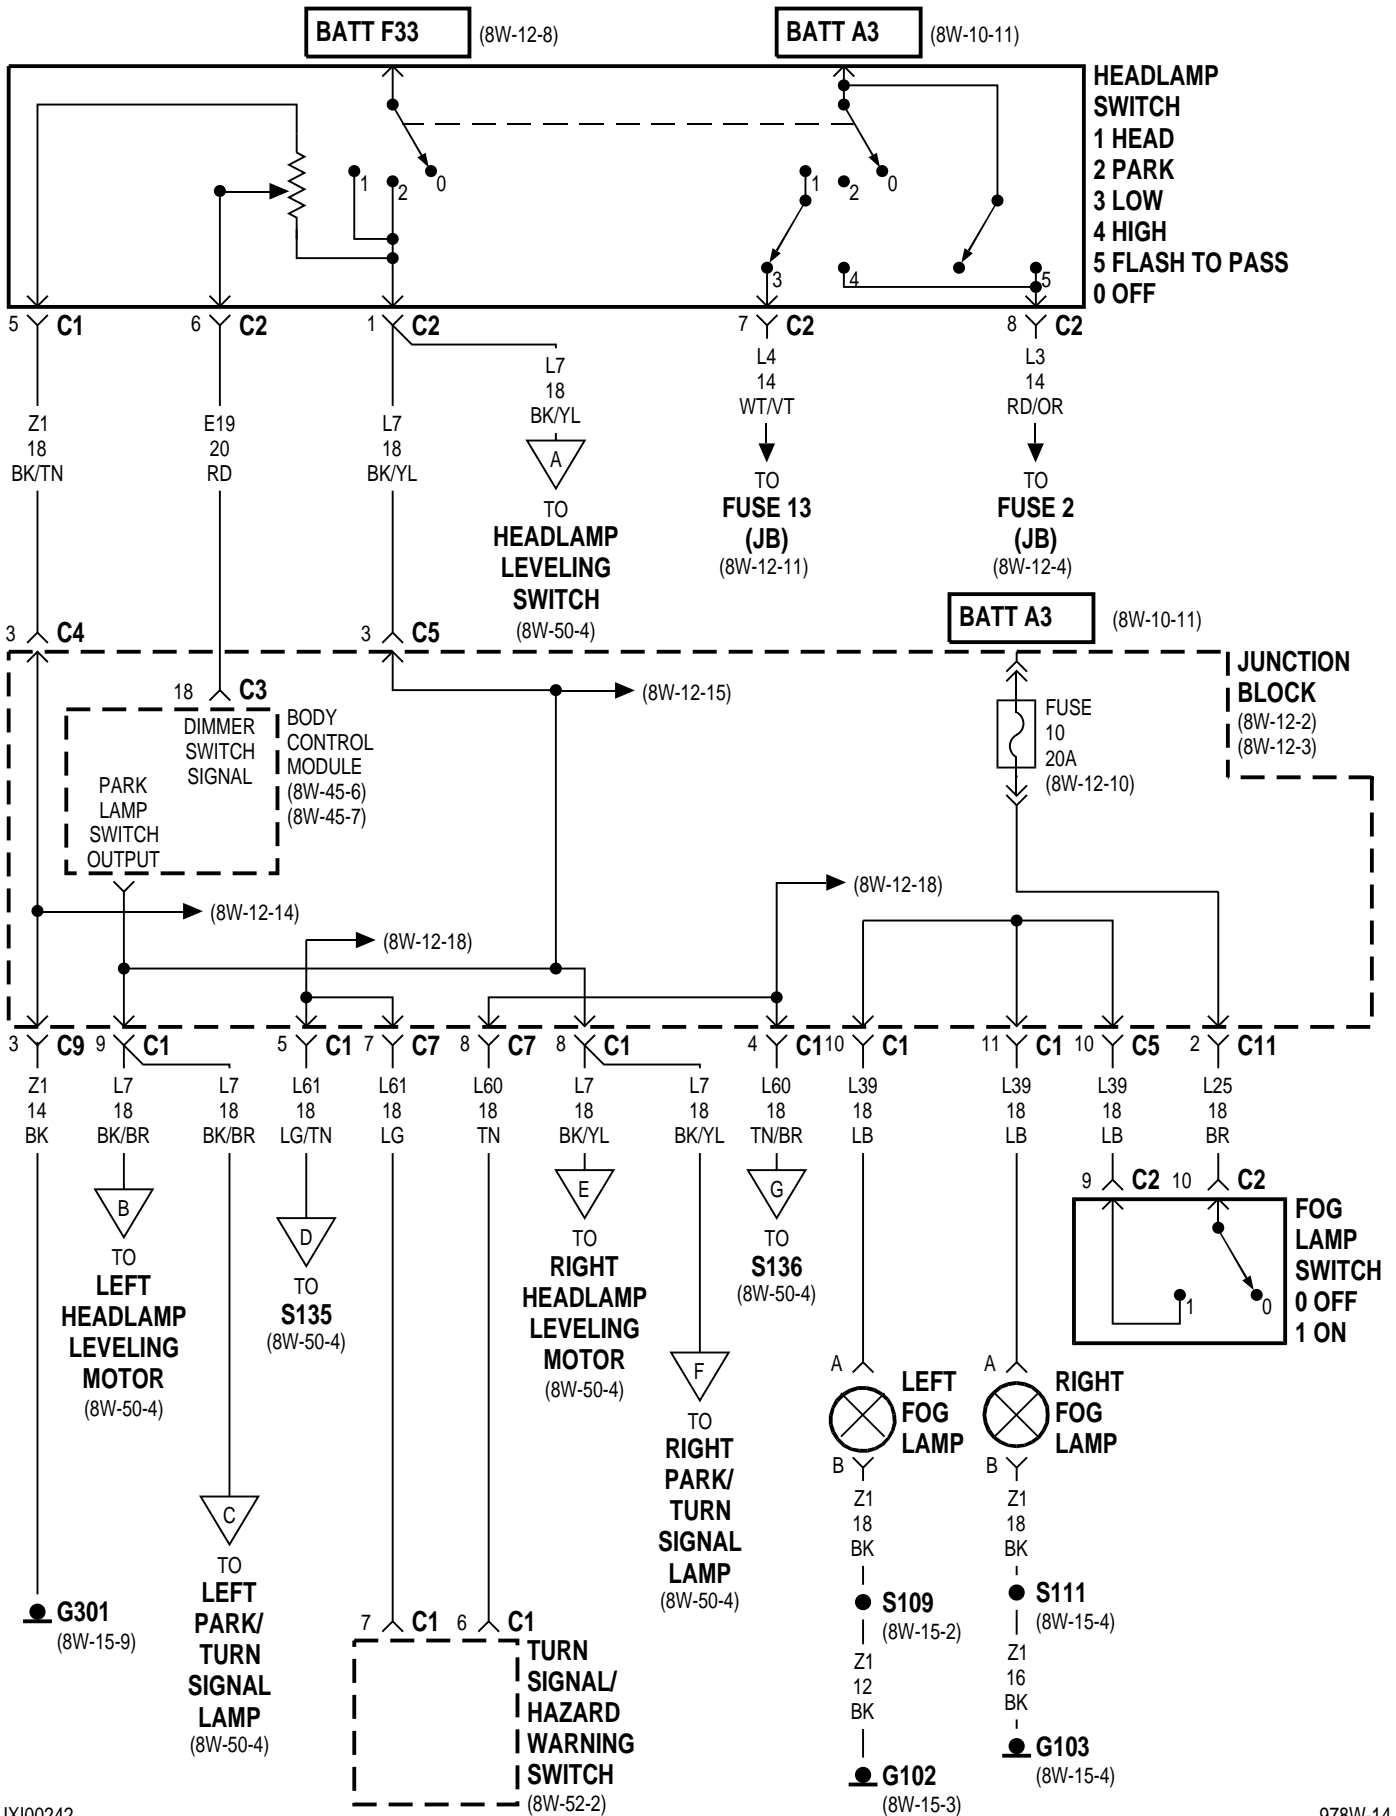 BATT F33
(8W-12-8)
BATT A3
(8W-10-11)
HEADLAMP
SWITCH
1 HEAD
2 PARK
3 LOW
4 HIGH
5 FLASH TO PASS
0 OFF
1
2
0
1
2
0
3
4
5
5 C1
6 C2
1 C2
7 C2
8 C2
Z1
18
BK/TN
E19
20
RD
L7
18
BK/YL
L7
18
BK/YL
A
TO
HEADLAMP
LEVELING
SWITCH
(8W-50-4)
L4
14
WT/VT
TO
FUSE 13
(JB)
(8W-12-11)
L3
14
RD/OR
TO
FUSE 2
(JB)
(8W-12-4)
BATT A3
(8W-10-11)
3 C4
3 C5
18 C3
(8W-12-15)
JUNCTION
BLOCK
(8W-12-2)
(8W-12-3)
DIMMER
SWITCH
SIGNAL
BODY
CONTROL
MODULE
(8W-45-6)
(8W-45-7)
PARK
LAMP
SWITCH
OUTPUT
FUSE
10
20A
(8W-12-10)
(8W-12-14)
(8W-12-18)
(8W-12-18)
3 C9
9 C1
5 C1
7 C7
8 C7
8 C1
4 C1
10 C1
11 C1
10 C5
2 C11
Z1
14
BK
L7
18
BK/BR
L7
18
BK/BR
L61
18
LG/TN
L61
18
LG
L60
18
TN
L7
18
BK/YL
L7
18
BK/YL
L60
18
TN/BR
L39
18
LB
L39
18
LB
L39
18
LB
L25
18
BR
9 C2
10 C2
FOG
LAMP
SWITCH
0 OFF
1 ON
1
0
B
TO
LEFT
HEADLAMP
LEVELING
MOTOR
(8W-50-4)
D
TO
S135
(8W-50-4)
E
TO
RIGHT
HEADLAMP
LEVELING
MOTOR
(8W-50-4)
G
TO
S136
(8W-50-4)
F
TO
RIGHT
PARK/
TURN
SIGNAL
LAMP
(8W-50-4)
A
LEFT
FOG
LAMP
B
A
RIGHT
FOG
LAMP
B
C
TO
LEFT
PARK/
TURN
SIGNAL
LAMP
(8W-50-4)
G301
(8W-15-9)
7 C1
6 C1
TURN
SIGNAL/
HAZARD
WARNING
SWITCH
(8W-52-2)
Z1
18
BK
S109
(8W-15-2)
Z1
12
BK
G102
(8W-15-3)
Z1
18
BK
S111
(8W-15-4)
Z1
16
BK
G103
(8W-15-4)